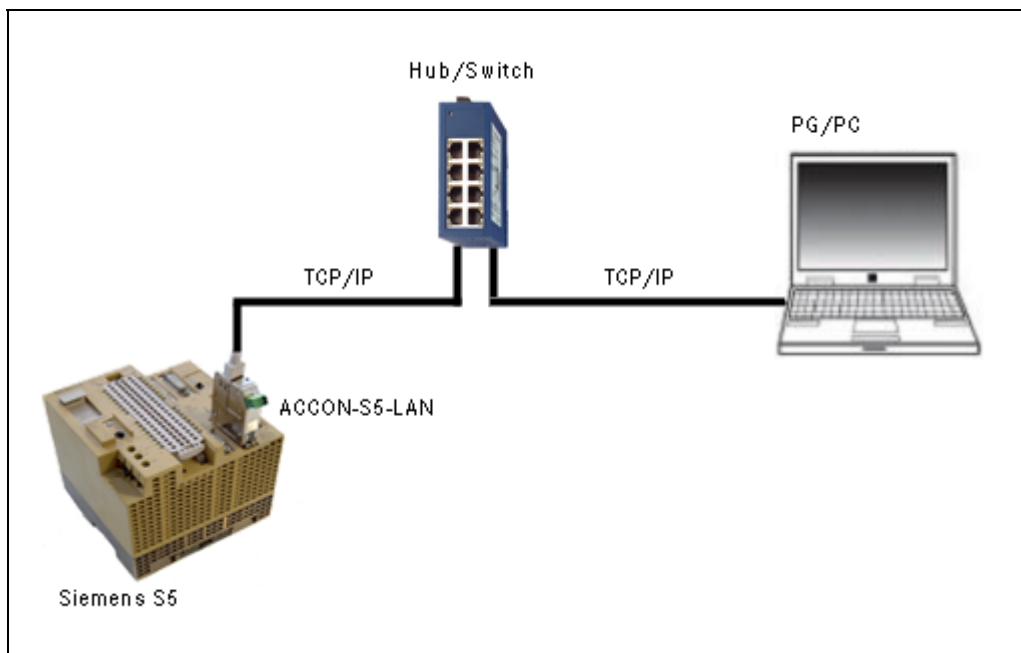 Hub/Switch
PG/PC
TCP/IP
TCP/IP
ACCON-S5-LAN
Siemens S5